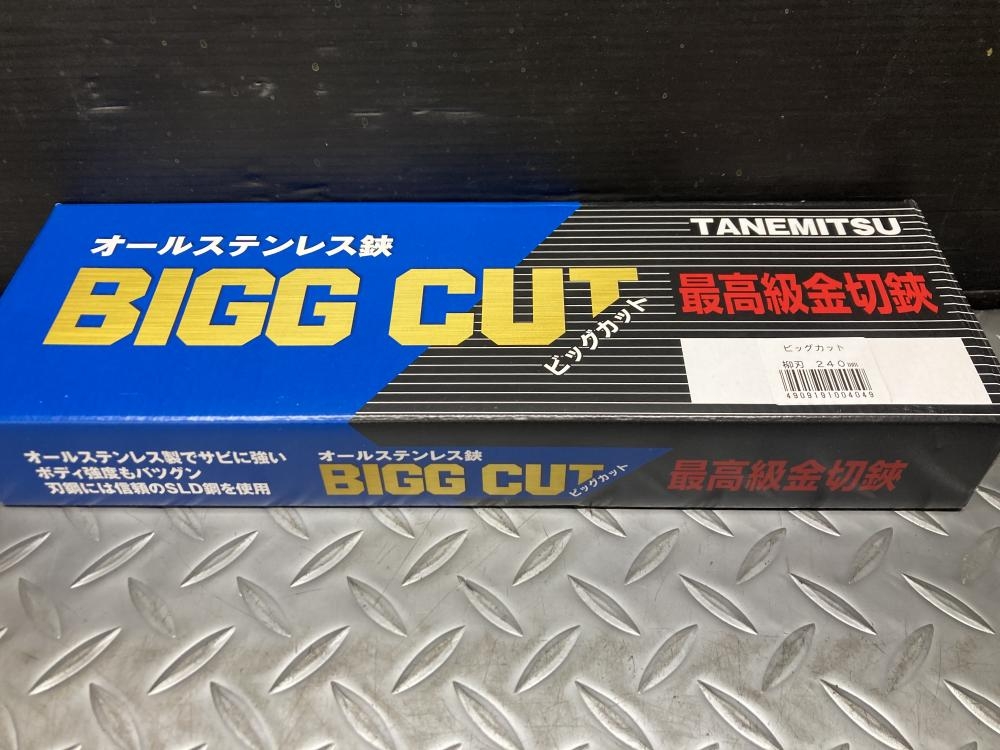 オールステンレス鋏
BIGG CUT
ビッグカット
TANEMITSU
最高級金切鋏
ビッグカット
柳刃 240mm
4909191004049
オールステンレス製でサビに強い
ボディ強度もバツグン
刃鋼には信頼のSLD鋼を使用
オールステンレス鋏
BIGG CUT
ビッグカット
最高級金切鋏